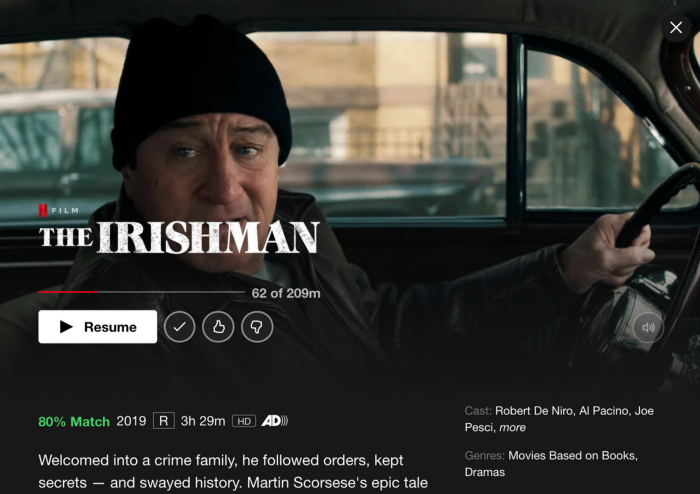 N FILM
THE IRISHMAN
62 of 209m
Resume
80% Match 2019 R 3h 29m HD AD
Welcomed into a crime family, he followed orders, kept
secrets — and swayed history. Martin Scorsese's epic tale
Cast: Robert De Niro, Al Pacino, Joe
Pesci, more
Genres: Movies Based on Books,
Dramas